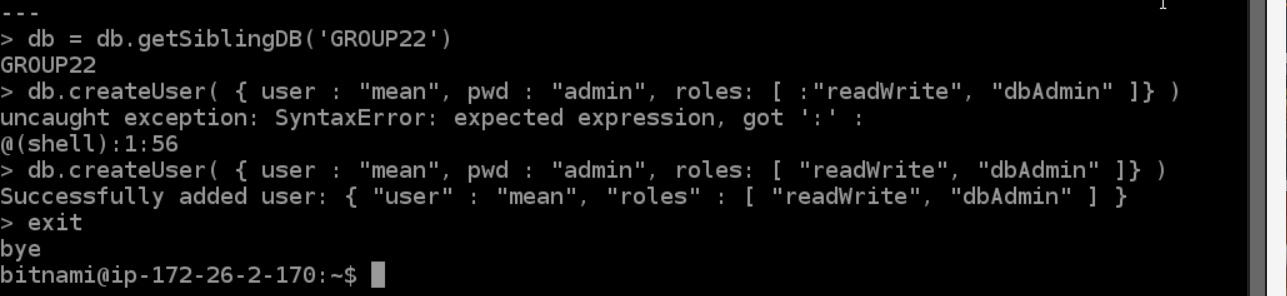 ---
> db = db.getSiblingDB('GROUP22')
GROUP22
> db.createUser( { user : "mean", pwd : "admin", roles: [ :"readWrite", "dbAdmin" ]} )
uncaught exception: SyntaxError: expected expression, got ':' :
@(shell):1:56
> db.createUser( { user : "mean", pwd : "admin", roles: [ "readWrite", "dbAdmin" ]} )
Successfully added user: { "user" : "mean", "roles" : [ "readWrite", "dbAdmin" ] }
> exit
bye
bitnami@ip-172-26-2-170:~$